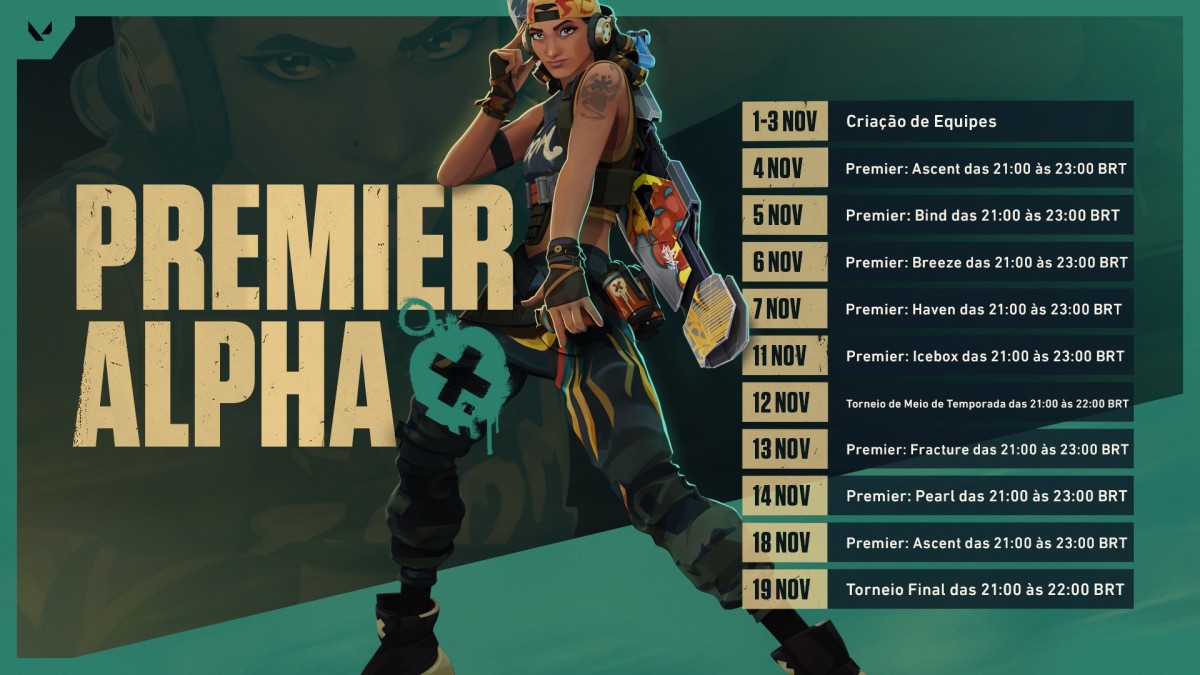 PREMIER
ALPHA
1-3 NOV Criação de Equipes
4 NOV Premier: Ascent das 21:00 às 23:00 BRT
5 NOV Premier: Bind das 21:00 às 23:00 BRT
6 NOV Premier: Breeze das 21:00 às 23:00 BRT
7 NOV Premier: Haven das 21:00 às 23:00 BRT
11 NOV Premier: Icebox das 21:00 às 23:00 BRT
12 NOV Torneio de Meio de Temporada das 21:00 às 22:00 BRT
13 NOV Premier: Fracture das 21:00 às 23:00 BRT
14 NOV Premier: Pearl das 21:00 às 23:00 BRT
18 NOV Premier: Ascent das 21:00 às 23:00 BRT
19 NOV Torneio Final das 21:00 às 22:00 BRT